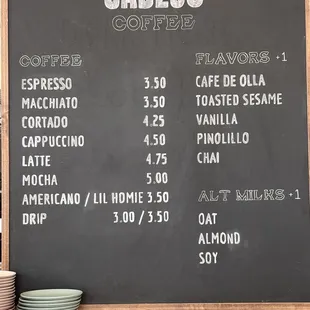 COFFEE
COFFEE
ESPRESSO 3.50
MACCHIATO 3.50
CORTADO 4.25
CAPPUCCINO 4.50
LATTE 4.75
MOCHA 5.00
AMERICANO / LIL HOMIE 3.50
DRIP 3.00 / 3.50
FLAVORS +1
CAFE DE OLLA
TOASTED SESAME
VANILLA
PINOLILLO
CHAI
ALT MILKS +1
OAT
ALMOND
SOY